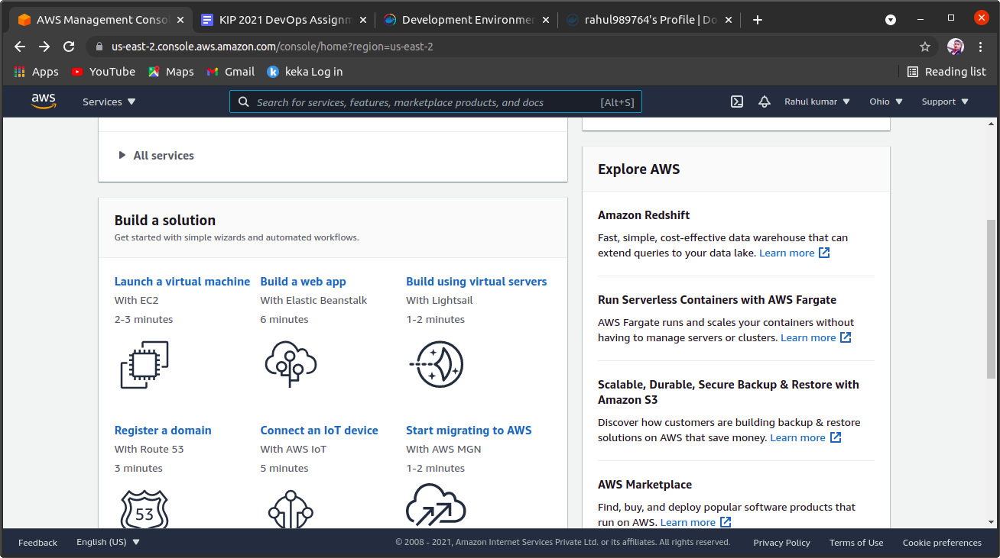 AWS Management Conso
KIP 2021 DevOps Assignm
Development Environmen
rahul989764's Profile | Do
us-east-2.console.aws.amazon.com/console/home?region=us-east-2
Apps
YouTube
Maps
Gmail
keka Log in
Reading list
aws
Services
Search for services, features, marketplace products, and docs
[Alt+S]
Rahul kumar
Ohio
Support
All services
Build a solution
Get started with simple wizards and automated workflows.
Launch a virtual machine
With EC2
2-3 minutes
Build a web app
With Elastic Beanstalk
6 minutes
Build using virtual servers
With Lightsail
1-2 minutes
Register a domain
With Route 53
3 minutes
53
Connect an IoT device
With AWS IoT
5 minutes
Start migrating to AWS
With AWS MGN
1-2 minutes
Explore AWS
Amazon Redshift
Fast, simple, cost-effective data warehouse that can
extend queries to your data lake. Learn more
Run Serverless Containers with AWS Fargate
AWS Fargate runs and scales your containers without
having to manage servers or clusters. Learn more
Scalable, Durable, Secure Backup & Restore with
Amazon S3
Discover how customers are building backup & restore
solutions on AWS that save money. Learn more
AWS Marketplace
Find, buy, and deploy popular software products that
run on AWS. Learn more
Feedback
English (US)
© 2008 - 2021, Amazon Internet Services Private Ltd. or its affiliates. All rights reserved.
Privacy Policy
Terms of Use
Cookie preferences